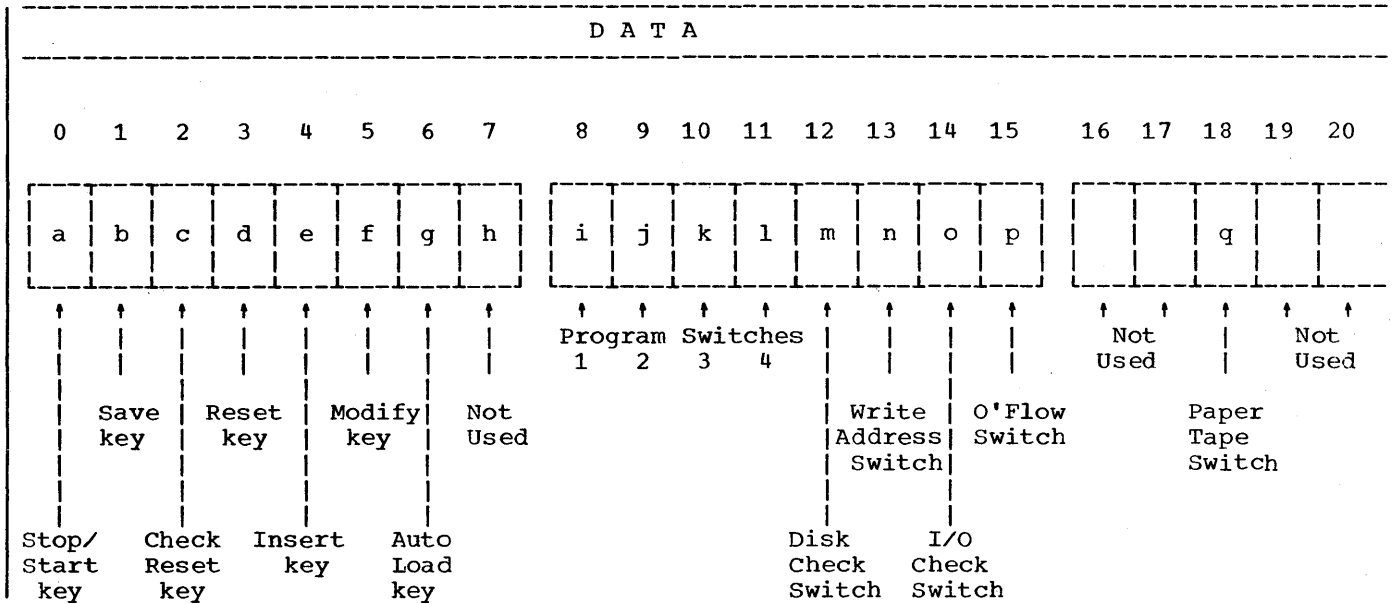 D A T A
0 1 2 3 4 5 6 7 8 9 10 11 12 13 14 15 16 17 18 19 20
a b c d e f g h i j k l m n o p q
Program Switches Not Not
1 2 3 4 Used Used
Save Reset Modify Not Write O'Flow Paper
key key key Used Address Switch Tape
Switch Switch
Stop/ Check Insert Auto Disk I/O
Start Reset key Load Check Check
key key key Switch Switch